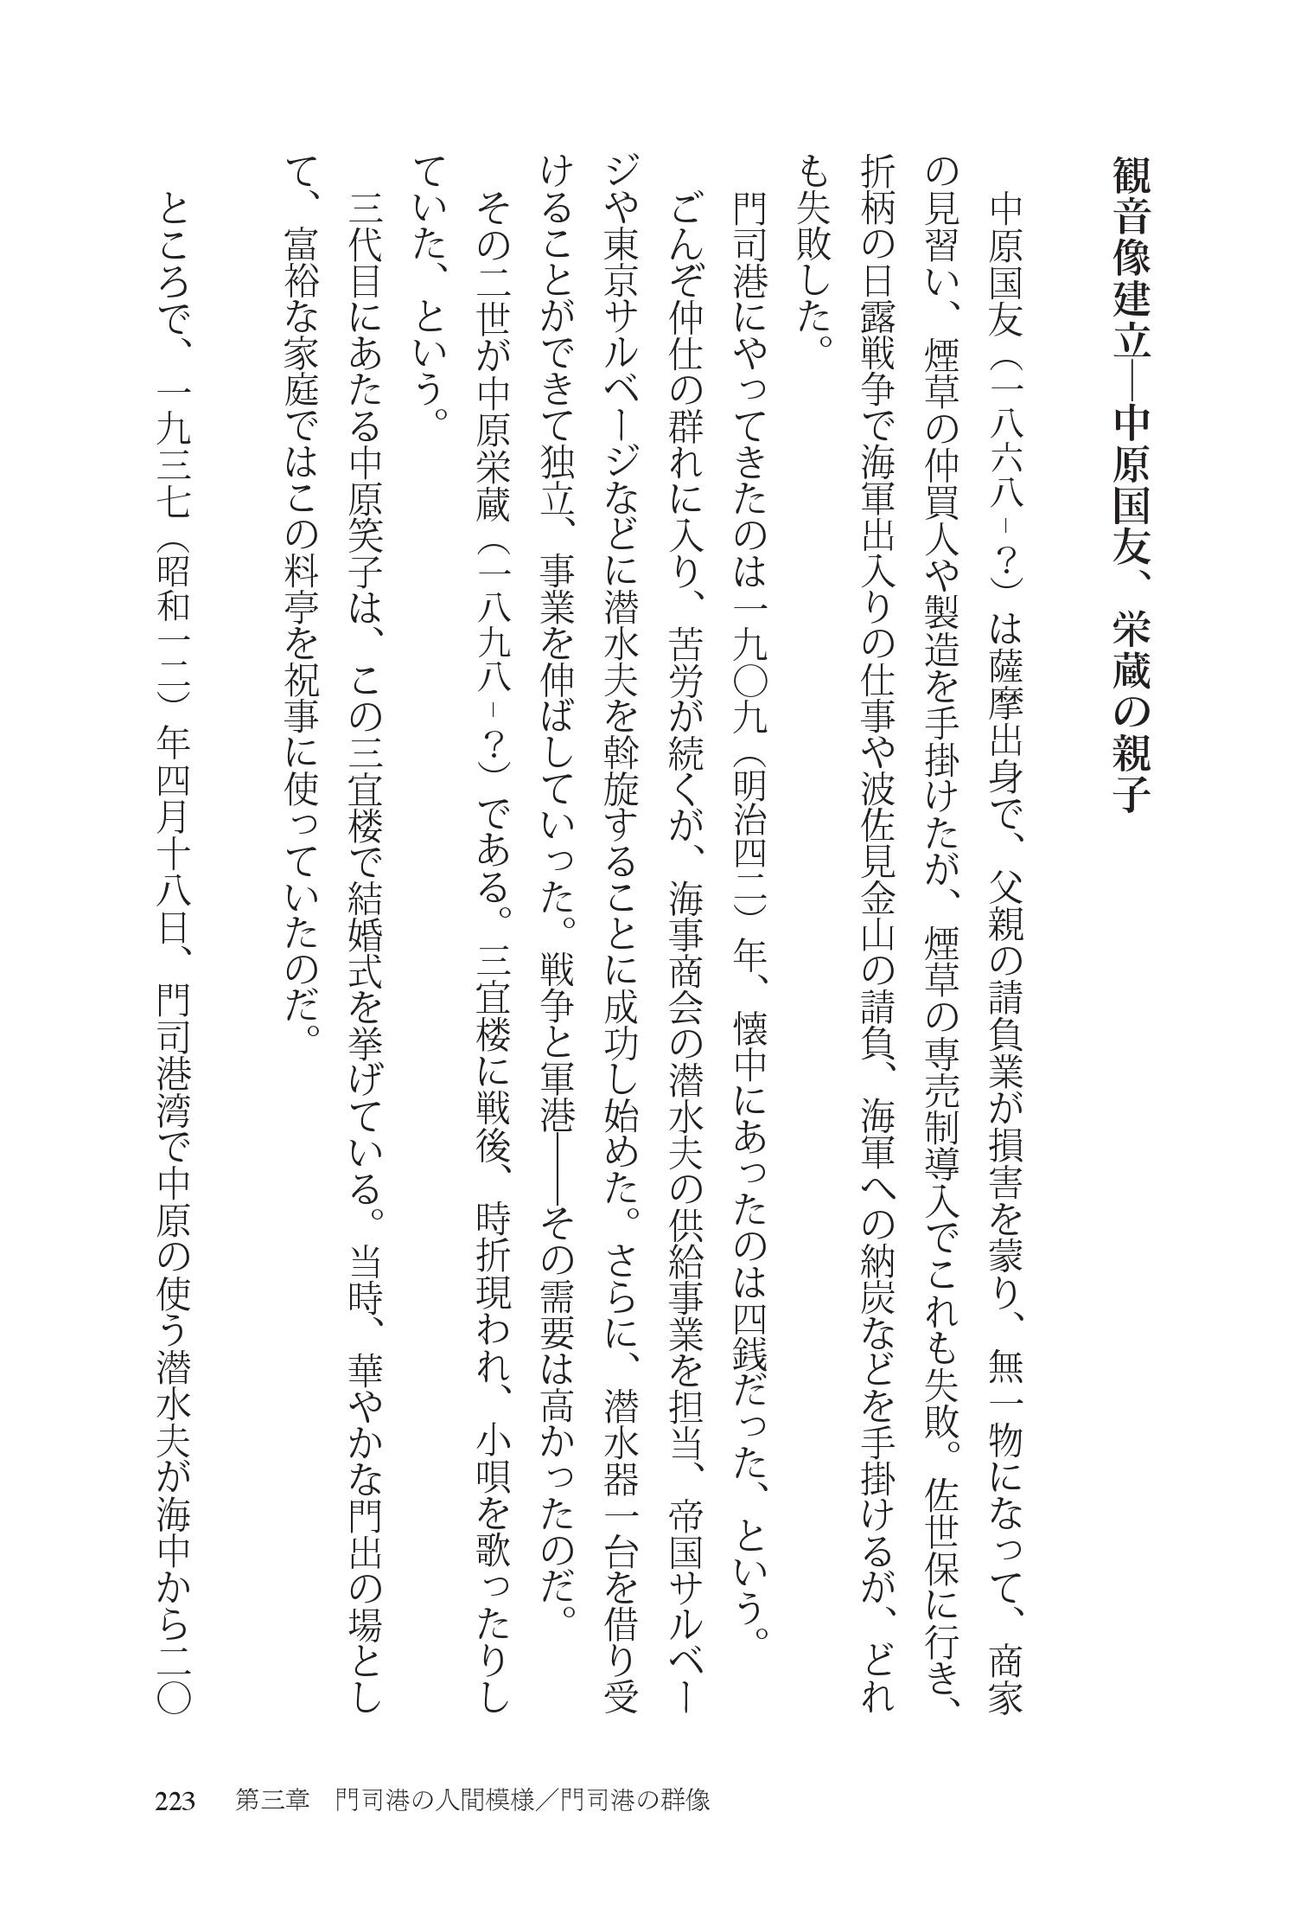 観音像建立―中原国友、栄蔵の親子
中原国友（一八六八－？）は薩摩出身で、父親の請負業が損害を蒙り、無一物になって、商家
の見習い、煙草の仲買人や製造を手掛けたが、煙草の専売制導入でこれも失敗。佐世保に行き、
折柄の日露戦争で海軍出入りの仕事や波佐見金山の請負、海軍への納炭などを手掛けるが、どれ
も失敗した。
門司港にやってきたのは一九〇九（明治四二）年、懐中にあったのは四銭だった、という。
ごんぞ仲仕の群れに入り、苦労が続くが、海事商会の潜水夫の供給事業を担当、帝国サルベー
ジや東京サルベージなどに潜水夫を斡旋することに成功し始めた。さらに、潜水器一台を借り受
けることができて独立、事業を伸ばしていった。戦争と軍港――その需要は高かったのだ。
その二世が中原栄蔵（一八九八－？）である。三宜楼に戦後、時折現われ、小唄を歌ったりし
ていた、という。
三代目にあたる中原笑子は、この三宜楼で結婚式を挙げている。当時、華やかな門出の場とし
て、富裕な家庭ではこの料亭を祝事に使っていたのだ。
ところで、一九三七（昭和一二）年四月十八日、門司港湾で中原の使う潜水夫が海中から二〇
223 第三章 門司港の人間模様／門司港の群像